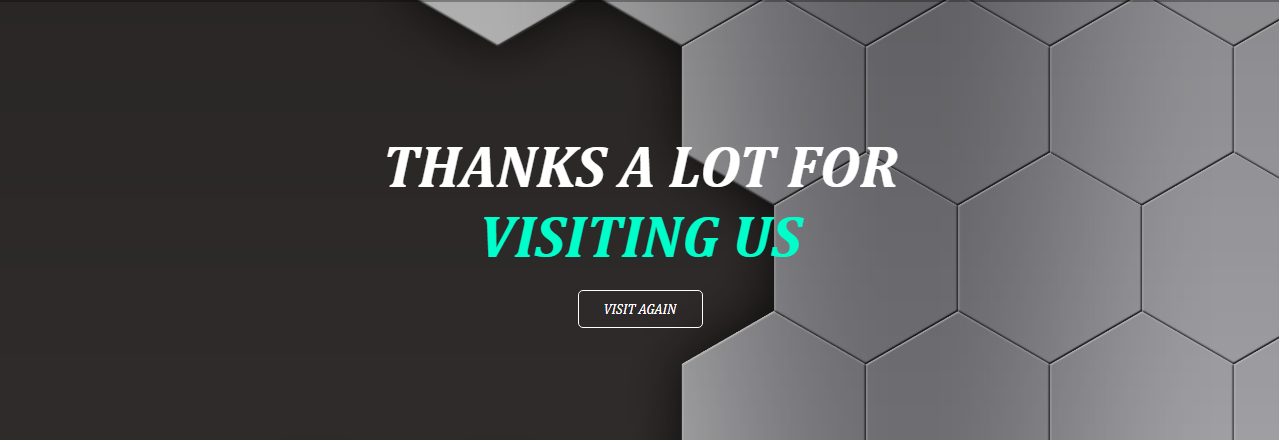 THANKS A LOT FOR
VISITING US
VISIT AGAIN